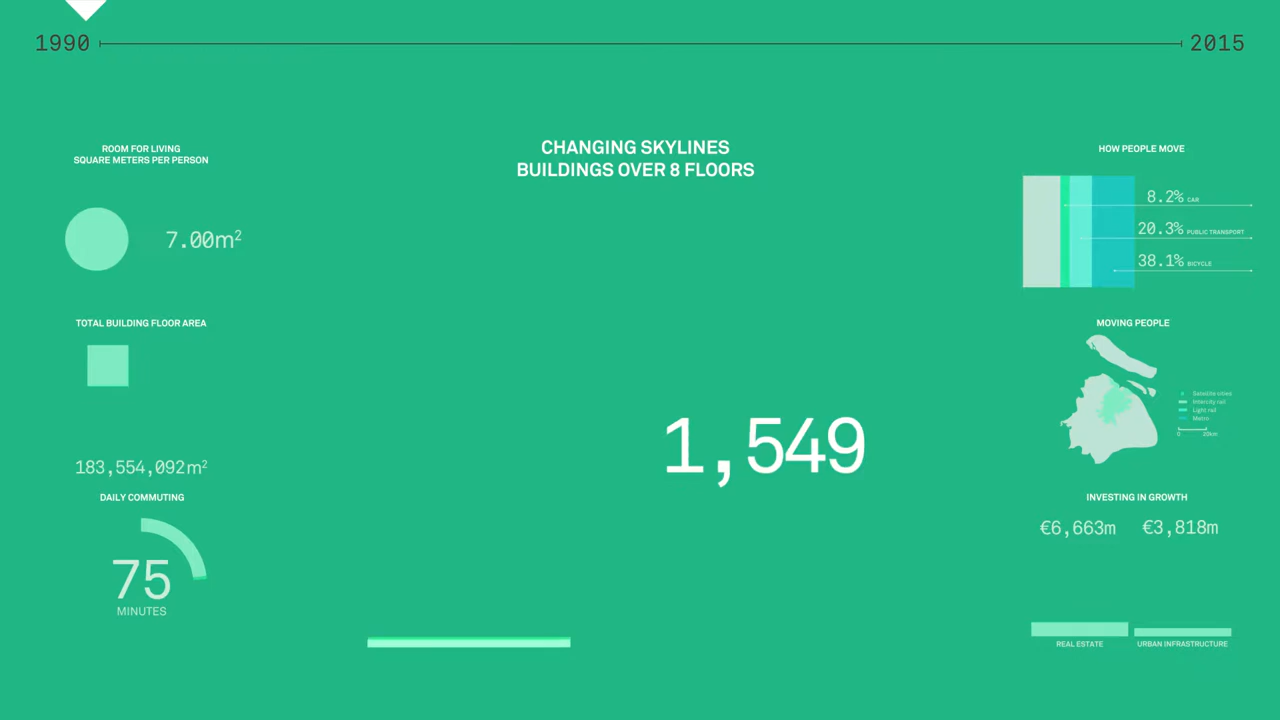 1990
2015
ROOM FOR LIVING
SQUARE METERS PER PERSON
7.00m²
TOTAL BUILDING FLOOR AREA
183,554,092m²
DAILY COMMUTING
75
MINUTES
CHANGING SKYLINES
BUILDINGS OVER 8 FLOORS
1,549
HOW PEOPLE MOVE
8.2% CAR
20.3% PUBLIC TRANSPORT
38.1% BICYCLE
MOVING PEOPLE
Satellite cities
Intercity rail
Light rail
Metro
0 20km
INVESTING IN GROWTH
€6,663m €3,818m
REAL ESTATE URBAN INFRASTRUCTURE